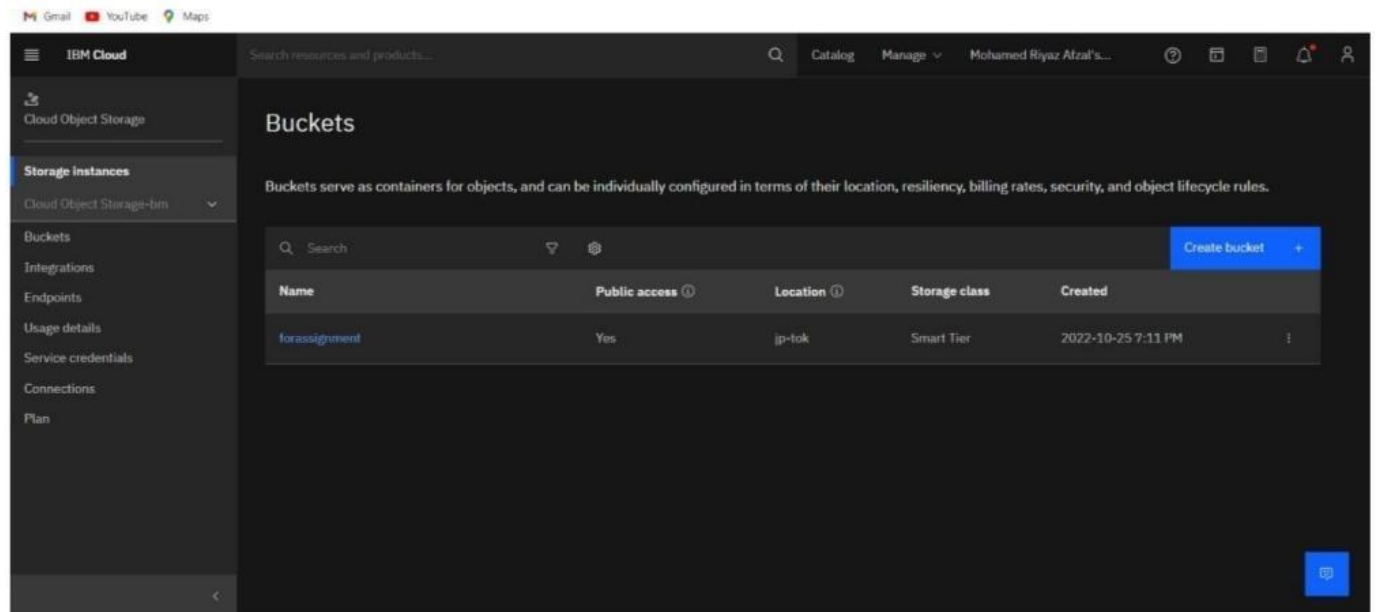 Gmail YouTube Maps
IBM Cloud Search resources and products... Catalog Manage Mohamed Riyaz Afzal's...
Cloud Object Storage
Buckets
Storage instances
Buckets serve as containers for objects, and can be individually configured in terms of their location, resiliency, billing rates, security, and object lifecycle rules.
Cloud Object Storage-bm
Buckets
Search Create bucket +
Integrations
Endpoints
Name Public access Location Storage class Created
Usage details
forassignment Yes jp-tok Smart Tier 2022-10-25 7:11 PM
Service credentials
Connections
Plan